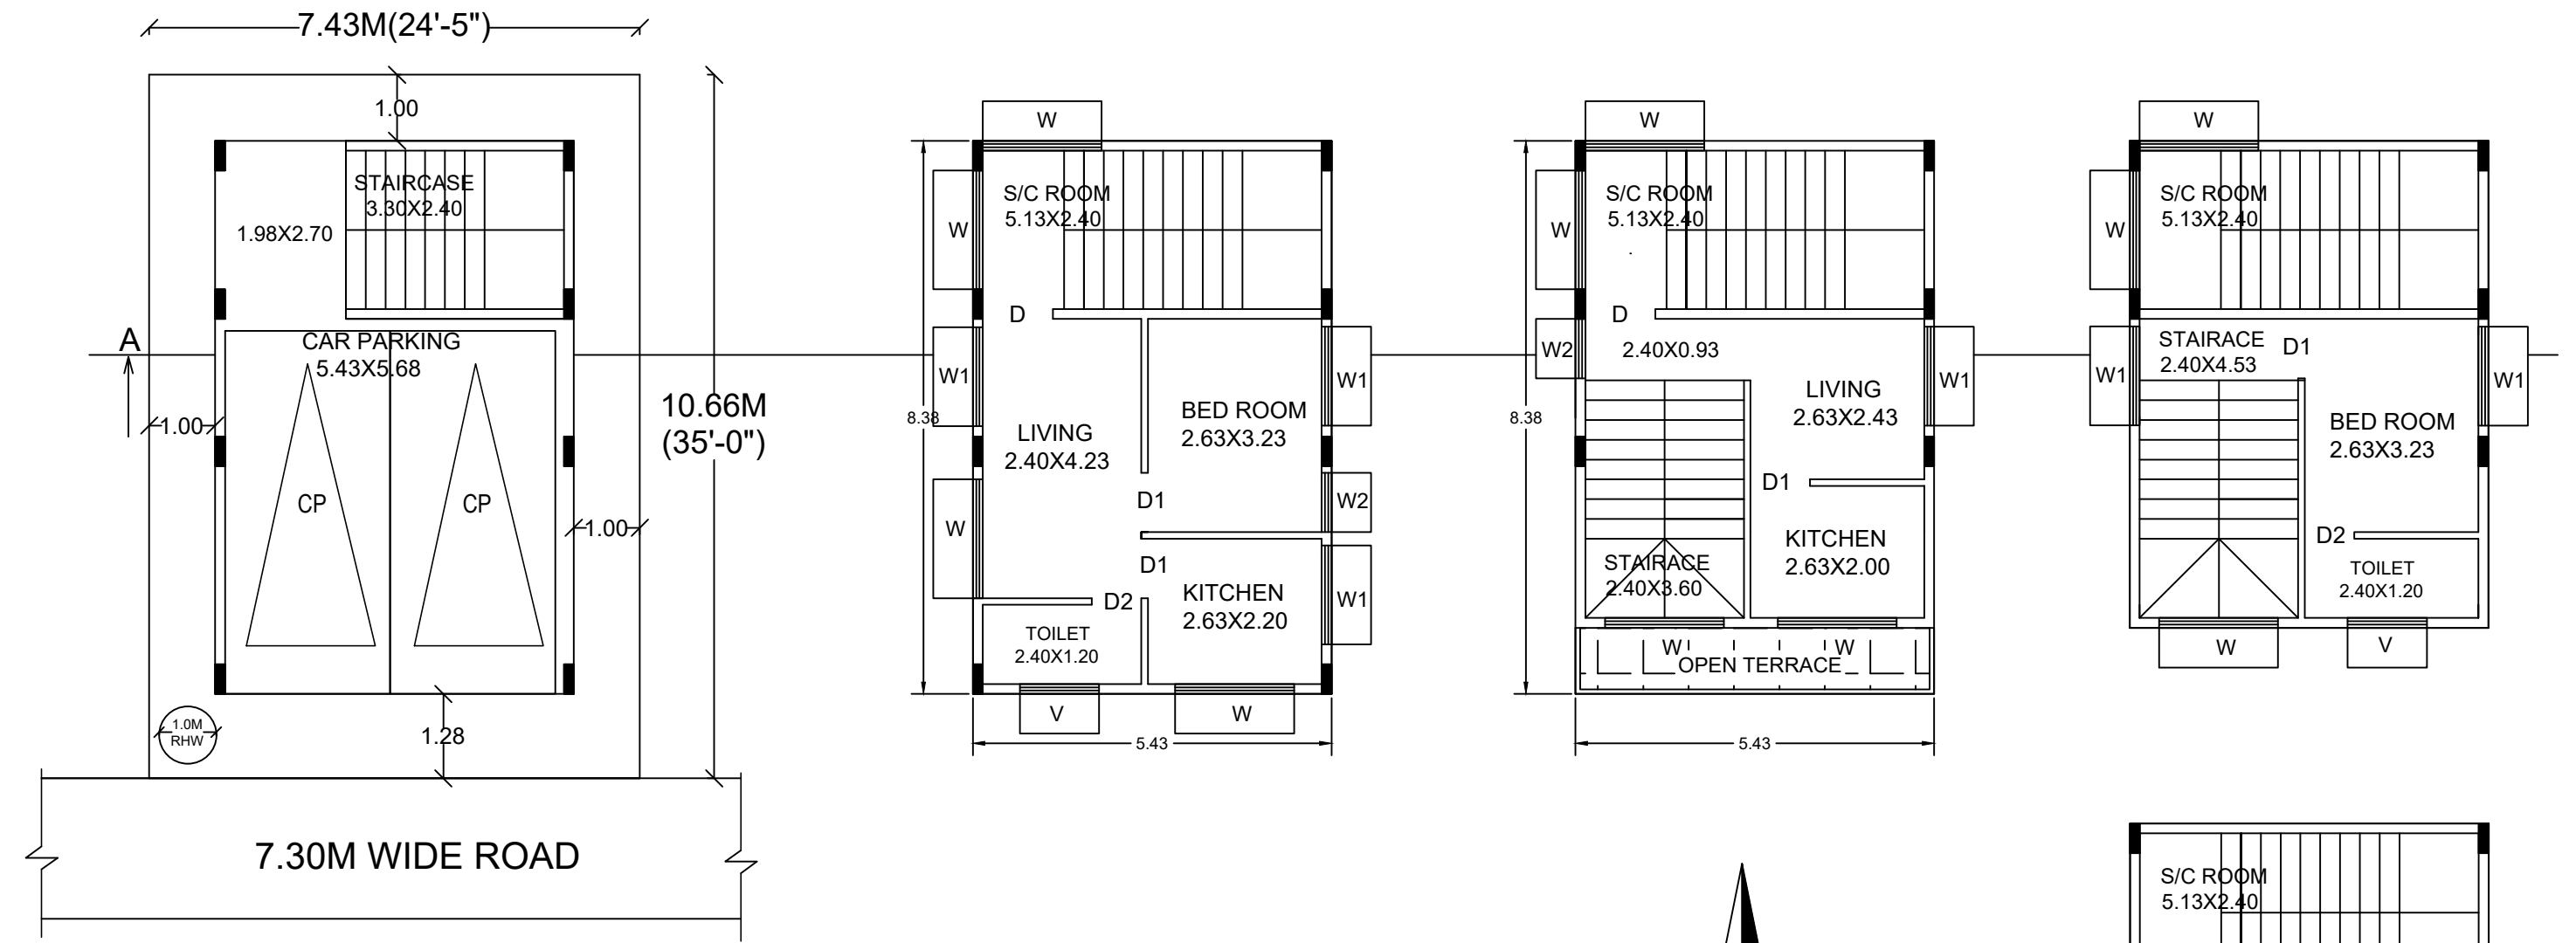 7.43M(24'-5")
1.00
STAIRCASE
3.30X2.40
1.98X2.70
A
CAR PARKING
5.43X5.68
1.00
10.66M
(35'-0")
CP
CP
1.00
1.0M
RHW
1.28
7.30M WIDE ROAD
W
S/C ROOM
5.13X2.40
W
D
W1
W1
8.38
BED ROOM
2.63X3.23
LIVING
2.40X4.23
D1
W2
W
D1
KITCHEN
2.63X2.20
D2
W1
TOILET
2.40X1.20
V
W
5.43
W
S/C ROOM
5.13X2.40
W
D
W2
2.40X0.93
W1
8.38
LIVING
2.63X2.43
D1
KITCHEN
2.63X2.00
STAIRACE
2.40X3.60
W
W
OPEN TERRACE
5.43
W
S/C ROOM
5.13X2.40
W
STAIRACE
2.40X4.53
D1
W1
W1
BED ROOM
2.63X3.23
D2
TOILET
2.40X1.20
W
V
S/C ROOM
5.13X2.40